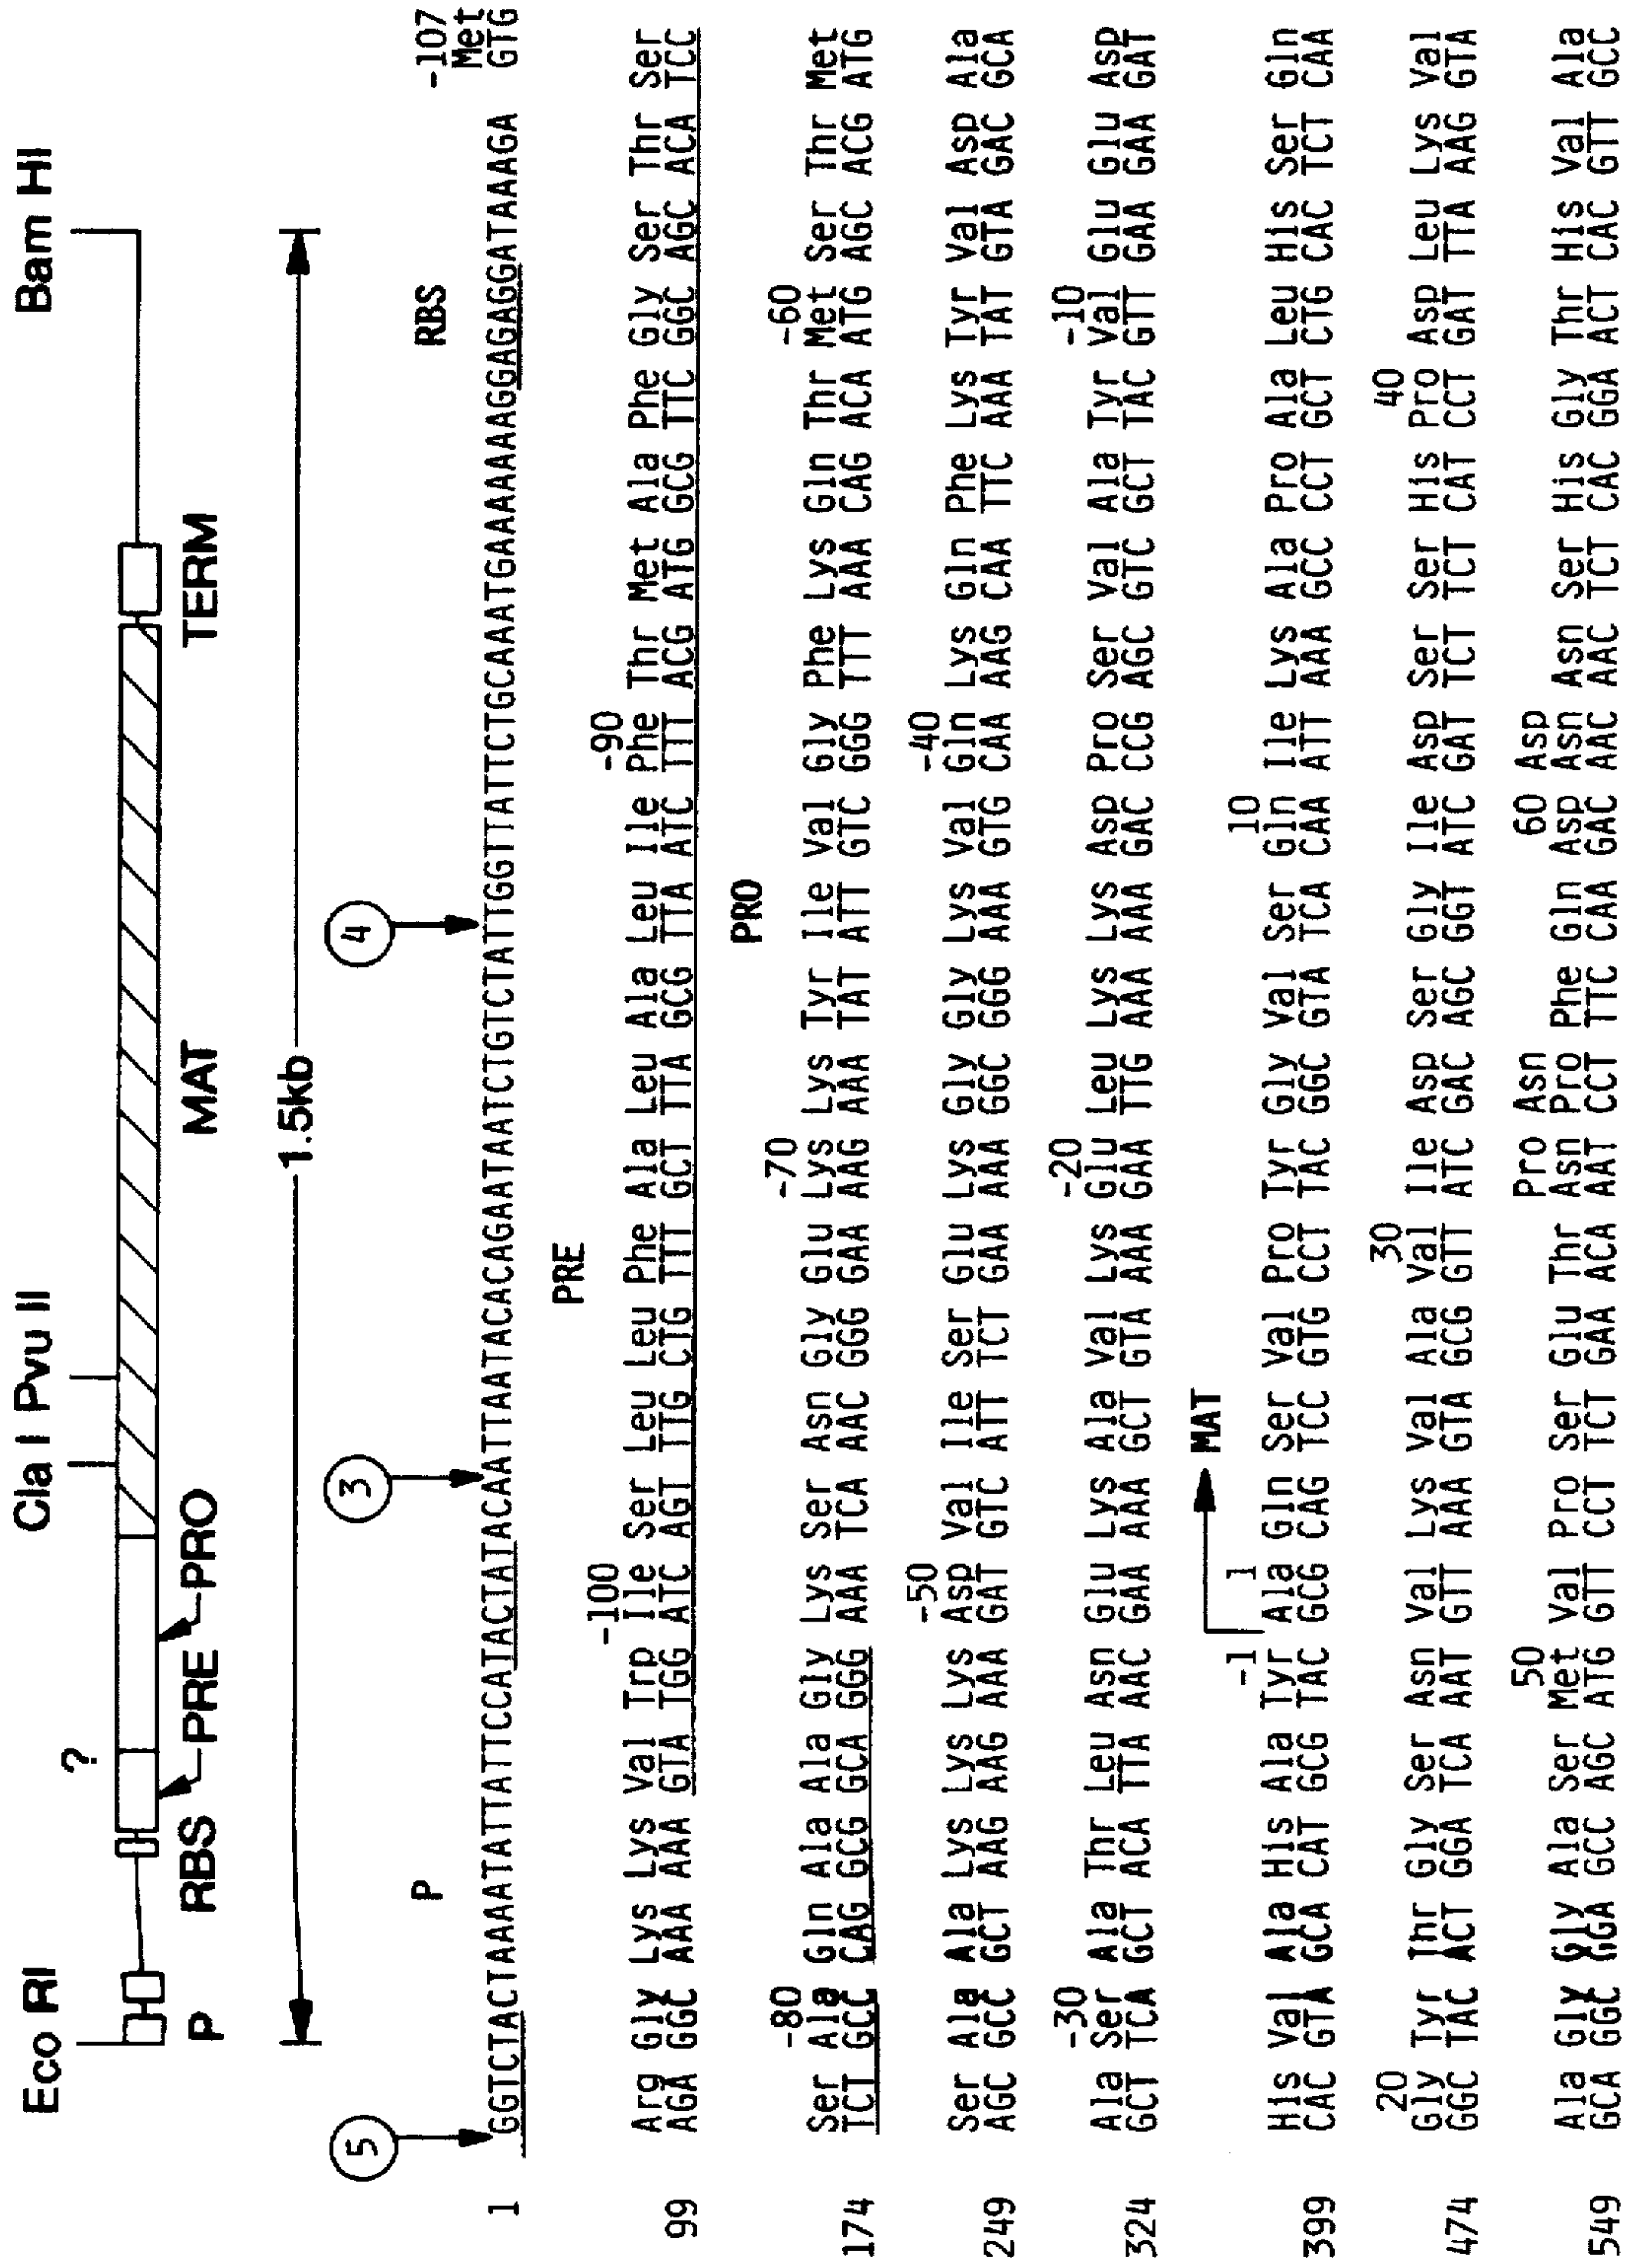 Eco RI Cla I Pvu II Bam HI
?
P RBS PRE PRO MAT TERM
1.5kb
5 3 4
P RBS -107
Met
1 GGTCTACTAAAATATTATTCCATACTATACAATTAATACACAGAATAATCTGTCTATTGGTTATTCTGCAAATGAAAAAAAGGAGAGGATAAAGA GTG
PRE
-100 -90
Arg Gly Lys Lys Val Trp Ile Ser Leu Leu Phe Ala Leu Ala Leu Ile Phe Thr Met Ala Phe Gly Ser Thr Ser
99 AGA GGC AAA AAA GTA TGG ATC AGT TTG CTG TTT GCT TTA GCG TTA ATC TTT ACG ATG GCG TTC GGC AGC ACA TCC
PRO
-80 -70 -60
Ser Ala Gln Ala Ala Gly Lys Ser Asn Gly Glu Lys Lys Tyr Ile Val Gly Phe Lys Gln Thr Met Ser Thr Met
174 TCT GCC CAG GCG GCA GGG AAA TCA AAC GGG GAA AAG AAA TAT ATT GTC GGG TTT AAA CAG ACA ATG AGC ACG ATG
-50 -40
Ser Ala Ala Lys Lys Lys Asp Val Ile Ser Glu Lys Gly Gly Lys Val Gln Lys Gln Phe Lys Tyr Val Asp Ala
249 AGC GCC GCT AAG AAG AAA GAT GTC ATT TCT GAA AAA GGC GGG AAA GTG CAA AAG CAA TTC AAA TAT GTA GAC GCA
-30 -20 -10
Ala Ser Ala Thr Leu Asn Glu Lys Ala Val Lys Glu Leu Lys Lys Asp Pro Ser Val Ala Tyr Val Glu Glu Asp
324 GCT TCA GCT ACA TTA AAC GAA AAA GCT GTA AAA GAA TTG AAA AAA GAC CCG AGC GTC GCT TAC GTT GAA GAA GAT
MAT
-1 1 10
His Val Ala His Ala Tyr Ala Gln Ser Val Pro Tyr Gly Val Ser Gln Ile Lys Ala Pro Ala Leu His Ser Gln
399 CAC GTA GCA CAT GCG TAC GCG CAG TCC GTG CCT TAC GGC GTA TCA CAA ATT AAA GCC CCT GCT CTG CAC TCT CAA
20 30 40
Gly Tyr Thr Gly Ser Asn Val Lys Val Ala Val Ile Asp Ser Gly Ile Asp Ser Ser His Pro Asp Leu Lys Val
474 GGC TAC ACT GGA TCA AAT GTT AAA GTA GCG GTT ATC GAC AGC GGT ATC GAT TCT TCT CAT CCT GAT TTA AAG GTA
50 Pro Asn 60 Asp
Ala Gly Gly Ala Ser Met Val Pro Ser Glu Thr Asn Pro Phe Gln Asp Asn Asn Ser His Gly Thr His Val Ala
549 GCA GGC GGA GCC AGC ATG GTT CCT TCT GAA ACA AAT CCT TTC CAA GAC AAC AAC TCT CAC GGA ACT CAC GTT GCC